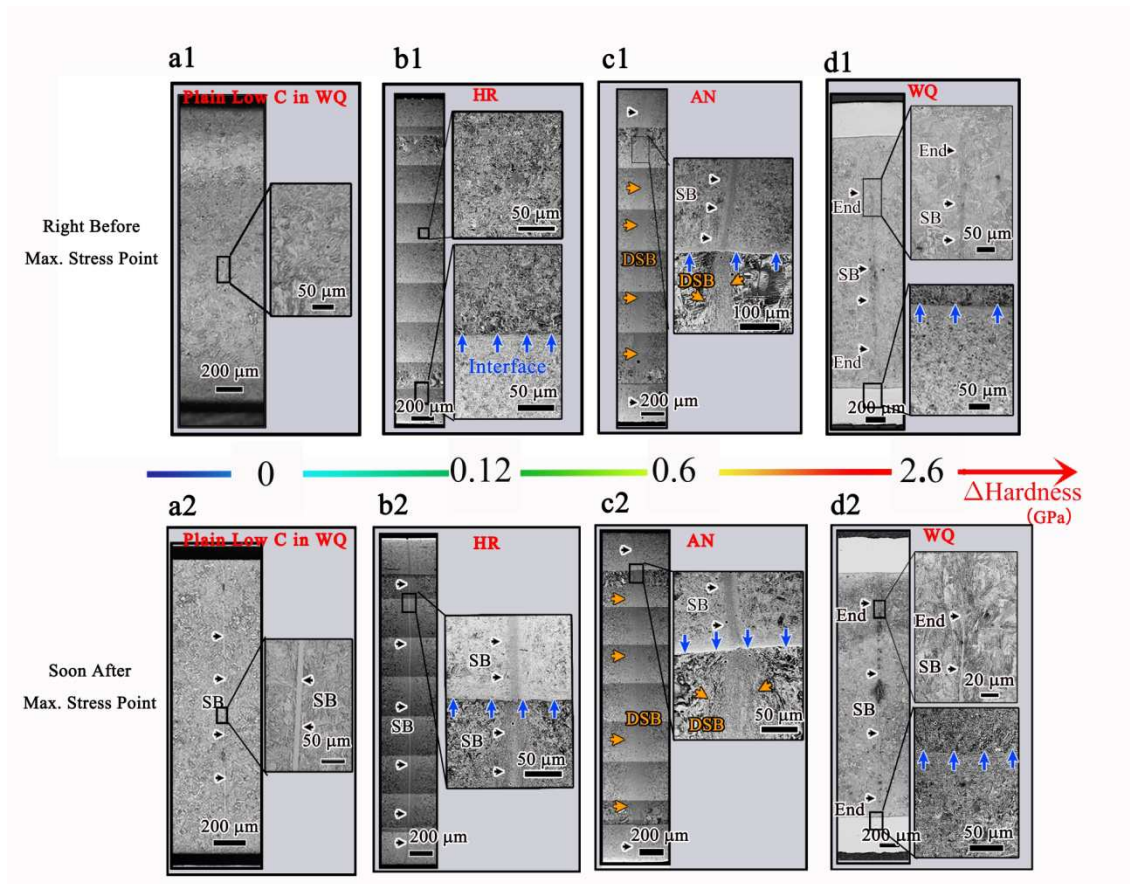 a1
Plain Low C in WQ
50 μm
200 μm
b1
HR
50 μm
Interface
50 μm
200 μm
c1
AN
SB
DSB
DSB
100 μm
200 μm
d1
WQ
End
SB
50 μm
End
SB
End
50 μm
200 μm
Right Before
Max. Stress Point
0
0.12
0.6
2.6
ΔHardness
(GPa)
a2
Plain Low C in WQ
SB
SB
50 μm
200 μm
b2
HR
SB
SB
SB
50 μm
200 μm
c2
AN
SB
DSB
DSB
50 μm
200 μm
d2
WQ
End
End
SB
20 μm
SB
End
50 μm
200 μm
Soon After
Max. Stress Point